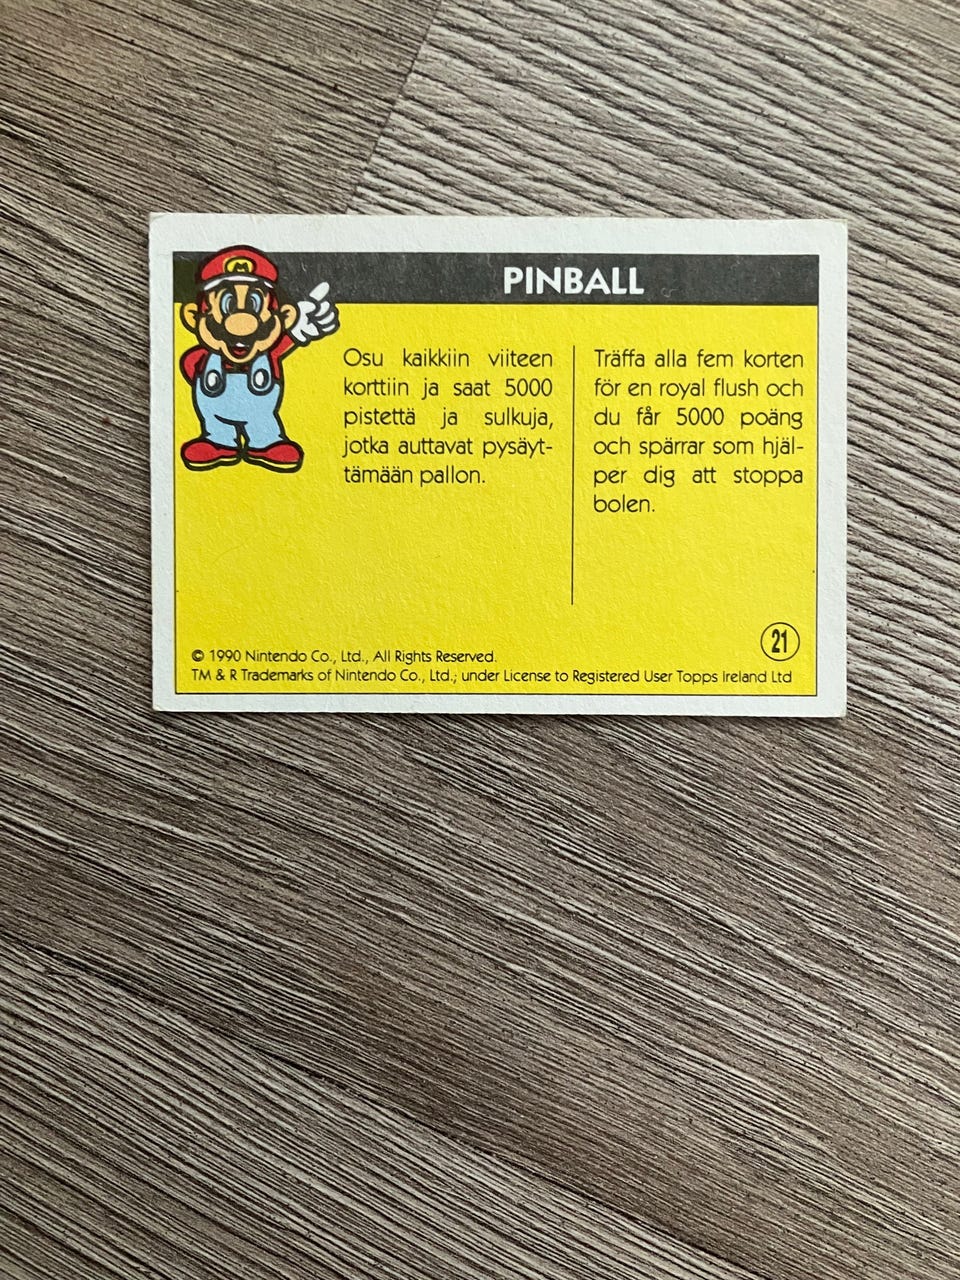 PINBALL
Osu kaikkiin viiteen
korttiin ja saat 5000
pistettä ja sulkuja,
jotka auttavat pysäyt-
tämään pallon.
Träffa alla fem korten
för en royal flush och
du får 5000 poäng
och spärrar som hjäl-
per dig att stoppa
bolen.
21
© 1990 Nintendo Co., Ltd., All Rights Reserved.
TM & R Trademarks of Nintendo Co., Ltd.; under License to Registered User Topps Ireland Ltd
M